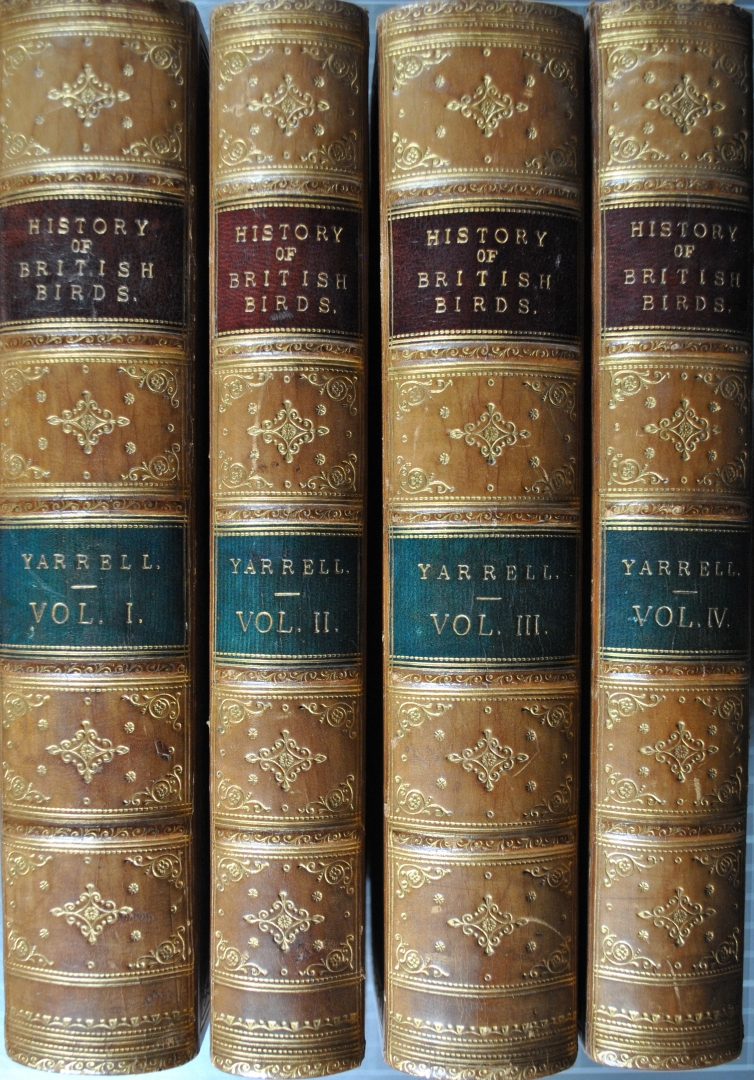 HISTORY
OF
BRITISH
BIRDS.
YARRELL.
VOL. I.
HISTORY
OF
BRITISH
BIRDS.
YARRELL.
VOL. II.
HISTORY
OF
BRITISH
BIRDS.
YARRELL.
VOL. III.
HISTORY
OF
BRITISH
BIRDS.
YARRELL.
VOL. IV.